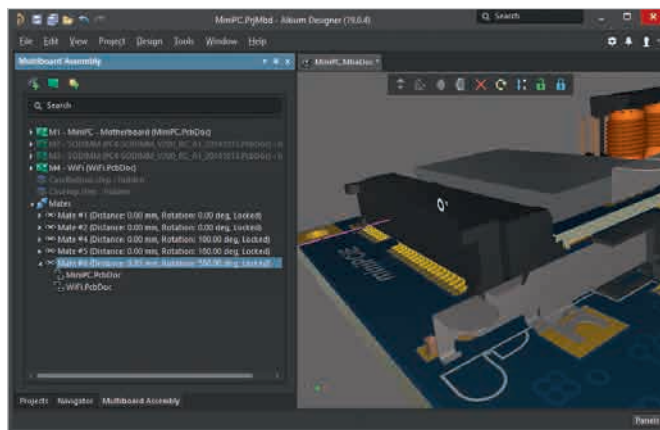 MiniPC.PrjMbd - Altium Designer (19.0.4)
Search
File Edit View Project Design Tools Window Help
Multiboard Assembly
MiniPC.MbaDoc *
Search
M1 - MiniPC - Motherboard (MiniPC.PcbDoc)
M4 - WiFi (WiFi.PcbDoc)
Mates
Mate #1 (Distance: 0.00 mm, Rotation: 0.00 deg, Locked)
Mate #2 (Distance: 0.00 mm, Rotation: 0.00 deg, Locked)
Mate #4 (Distance: 0.00 mm, Rotation: 180.00 deg, Locked)
Mate #5 (Distance: 0.00 mm, Rotation: 180.00 deg, Locked)
MiniPC.PcbDoc
WiFi.PcbDoc
miniPCIE
Projects Navigator Multiboard Assembly
Panels